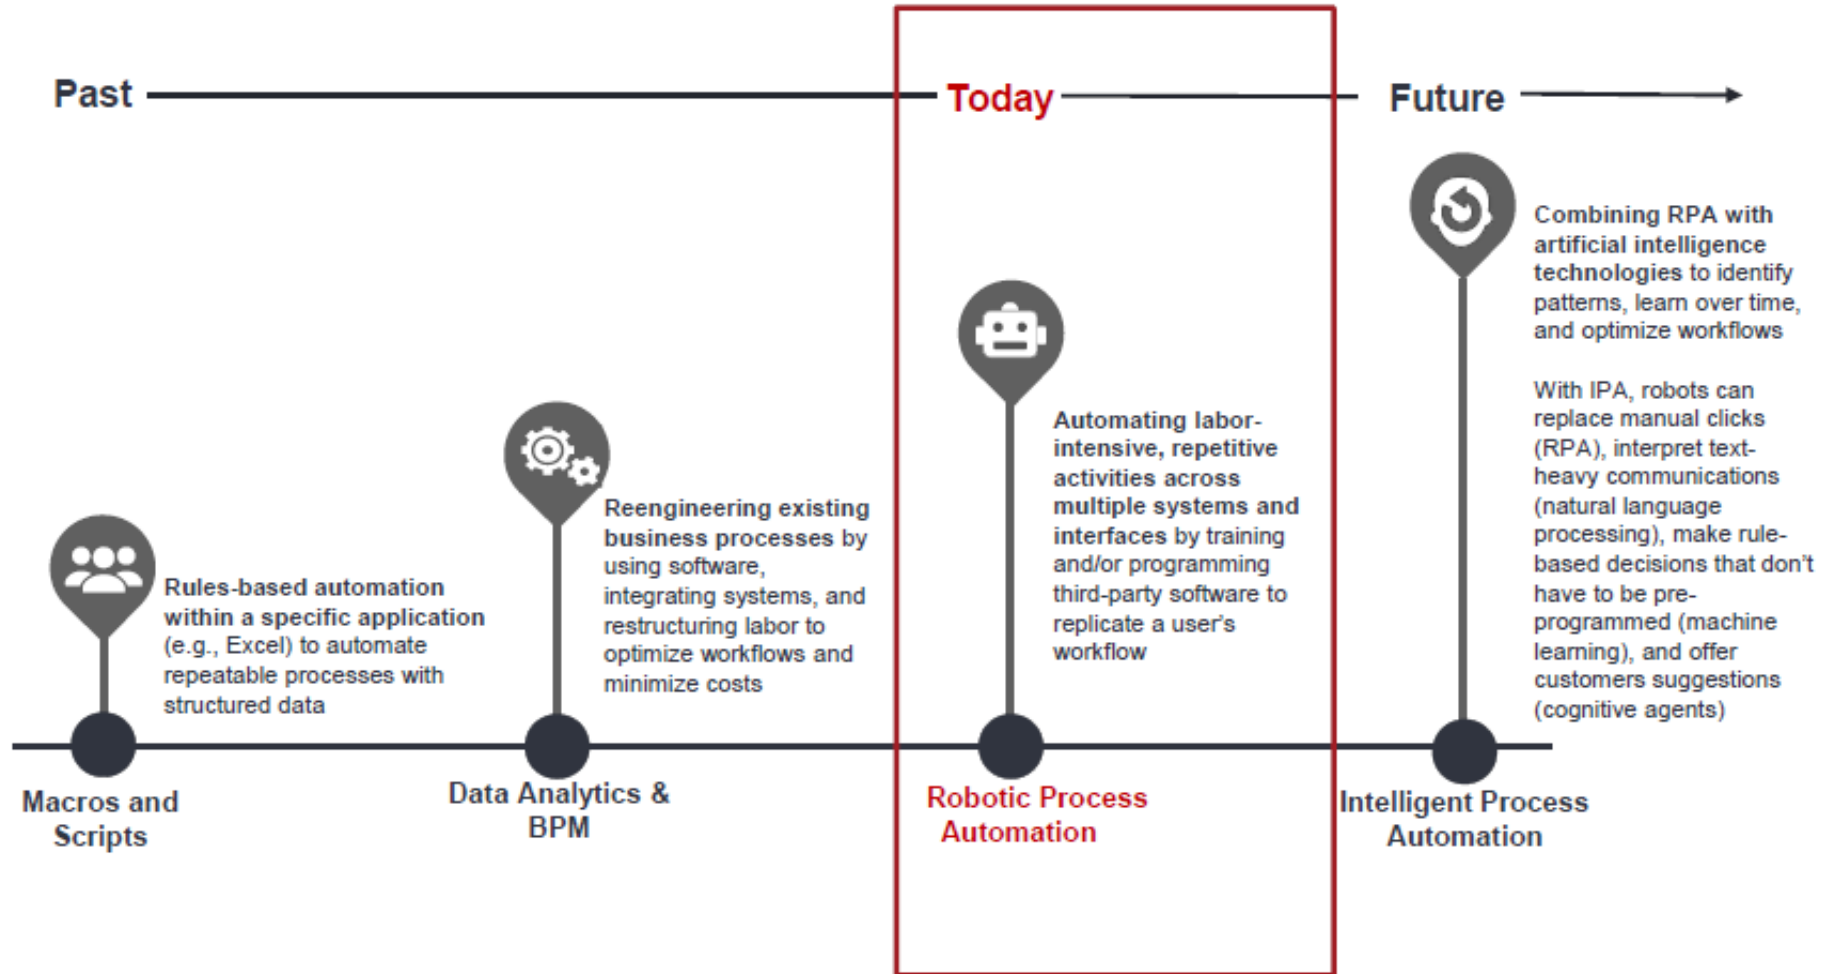 Past
Today
Future
Rules-based automation
within a specific application
(e.g., Excel) to automate
repeatable processes with
structured data
Macros and
Scripts
Reengineering existing
business processes by
using software,
integrating systems, and
restructuring labor to
optimize workflows and
minimize costs
Data Analytics &
BPM
Automating labor-
intensive, repetitive
activities across
multiple systems and
interfaces by training
and/or programming
third-party software to
replicate a user's
workflow
Robotic Process
Automation
Combining RPA with
artificial intelligence
technologies to identify
patterns, learn over time,
and optimize workflows
With IPA, robots can
replace manual clicks
(RPA), interpret text-
heavy communications
(natural language
processing), make rule-
based decisions that don't
have to be pre-
programmed (machine
learning), and offer
customers suggestions
(cognitive agents)
Intelligent Process
Automation